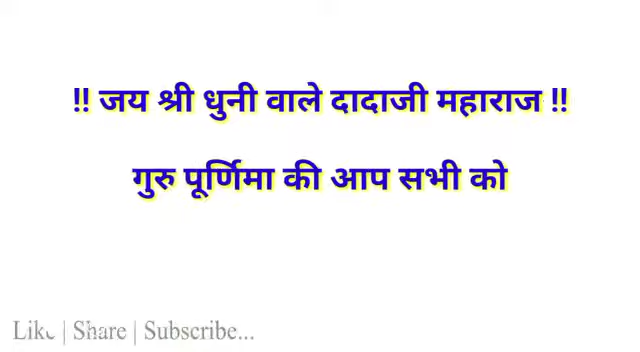 !! जय श्री धुनी वाले दादाजी महाराज !!
गुरु पूर्णिमा की आप सभी को
Like | Share | Subscribe...